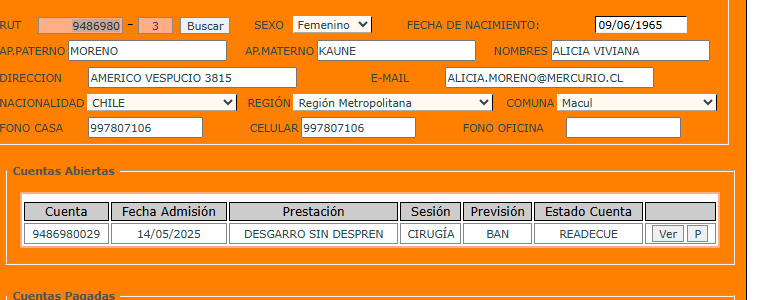 RUT 9486980 - 3 Buscar SEXO Femenino FECHA DE NACIMIENTO: 09/06/1965
AP.PATERNO MORENO AP.MATERNO KAUNE NOMBRES ALICIA VIVIANA
DIRECCION AMERICO VESPUCIO 3815 E-MAIL ALICIA.MORENO@MERCURIO.CL
NACIONALIDAD CHILE REGIÓN Región Metropolitana COMUNA Macul
FONO CASA 997807106 CELULAR 997807106 FONO OFICINA
Cuentas Abiertas
Cuenta Fecha Admisión Prestación Sesión Previsión Estado Cuenta
9486980029 14/05/2025 DESGARRO SIN DESPREN CIRUGÍA BAN READECUE Ver P
Cuentas Pagadas